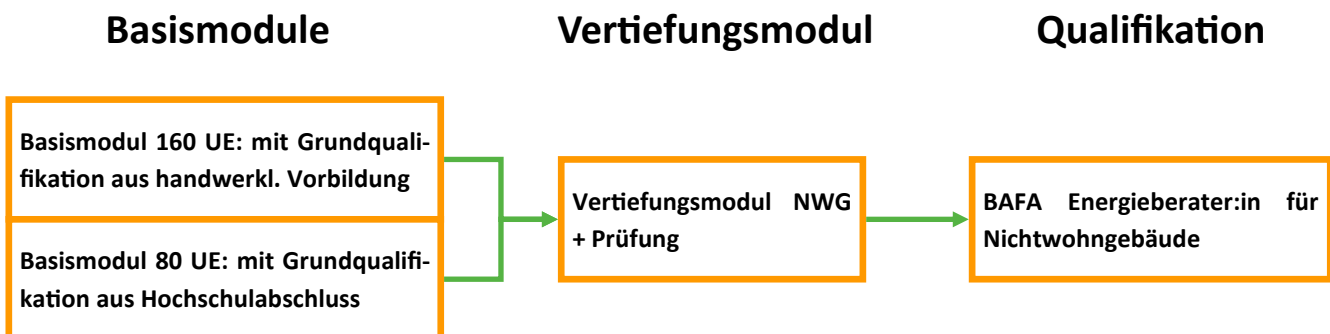 Basismodule
Vertiefungsmodul
Qualifikation
Basismodul 160 UE: mit Grundquali-
fikation aus handwerkl. Vorbildung
Basismodul 80 UE: mit Grundqualifi-
kation aus Hochschulabschluss
Vertiefungsmodul NWG
+ Prüfung
BAFA Energieberater:in für
Nichtwohngebäude